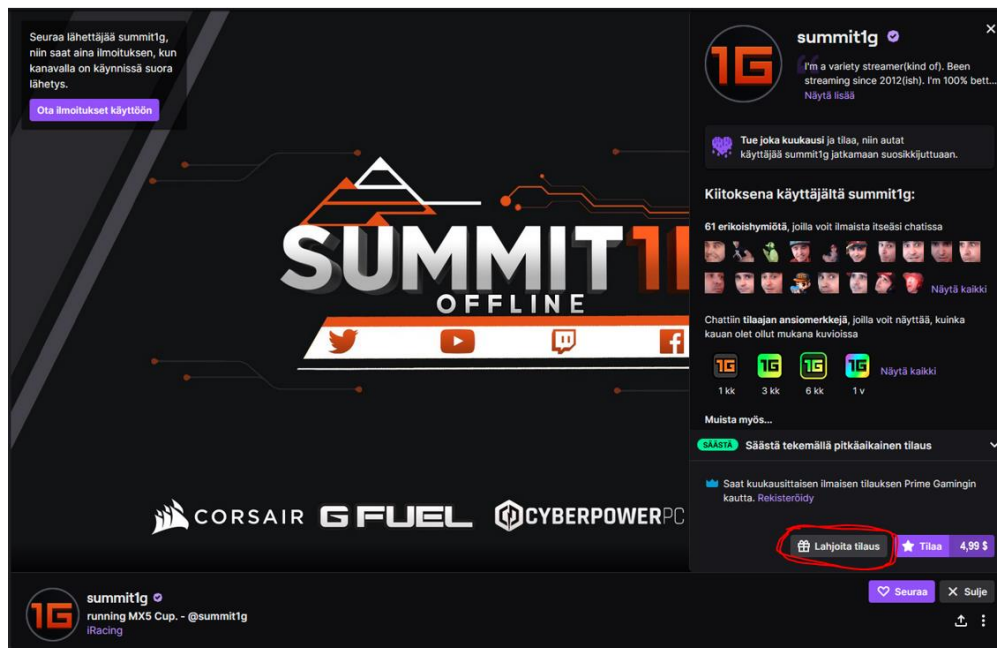 Seuraa lähettäjää summit1g,
niin saat aina ilmoituksen, kun
kanavalla on käynnissä suora
lähetys.
Ota ilmoitukset käyttöön
SUMMIT1
OFFLINE
CORSAIR
G FUEL
CYBERPOWERPC
1G
summit1g
I'm a variety streamer(kind of). Been
streaming since 2012(ish). I'm 100% bett...
Näytä lisää
Tue joka kuukausi ja tilaa, niin autat
käyttäjää summit1g jatkamaan suosikkijuttuaan.
Kiitoksena käyttäjältä summit1g:
61 erikoishymiötä, joilla voit ilmaista itseäsi chatissa
Näytä kaikki
Chattiin tilaajan ansiomerkkejä, joilla voit näyttää, kuinka
kauan olet ollut mukana kuvioissa
1G 1G 1G 1G Näytä kaikki
1 kk 3 kk 6 kk 1 v
Muista myös...
SÄÄSTÄ Säästä tekemällä pitkäaikainen tilaus
Saat kuukausittaisen ilmaisen tilauksen Prime Gamingin
kautta. Rekisteröidy
Lahjoita tilaus Tilaa 4,99 $
1G
summit1g
running MX5 Cup. - @summit1g
iRacing
Seuraa Sulje